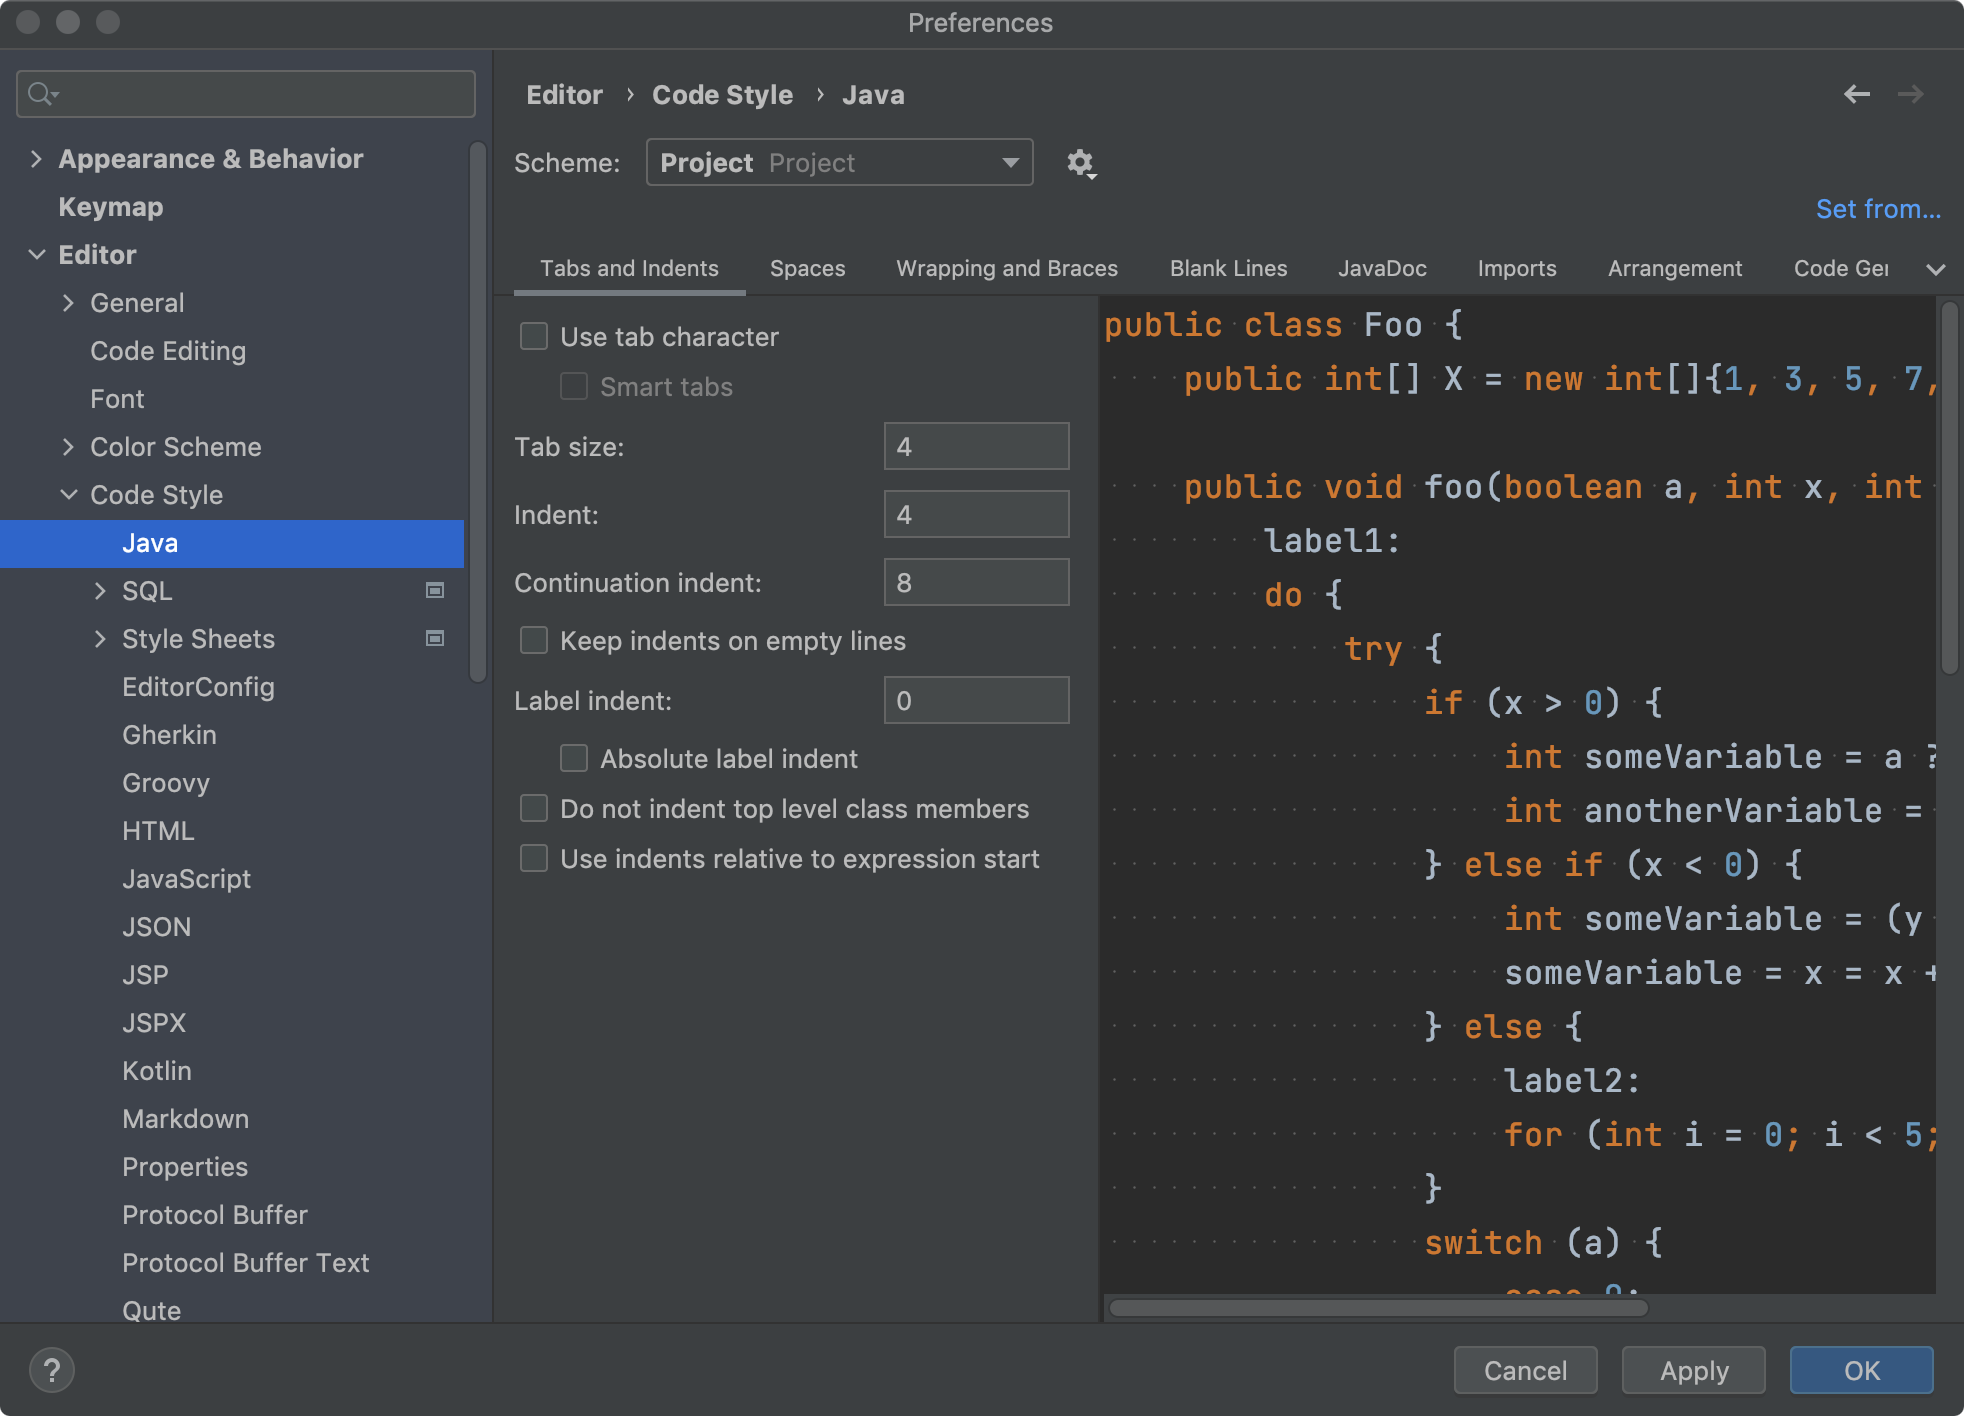 Preferences
Appearance & Behavior
Keymap
Editor
General
Code Editing
Font
Color Scheme
Code Style
Java
SQL
Style Sheets
EditorConfig
Gherkin
Groovy
HTML
JavaScript
JSON
JSP
JSPX
Kotlin
Markdown
Properties
Protocol Buffer
Protocol Buffer Text
Qute
Editor › Code Style › Java
Scheme: Project Project
Set from...
Tabs and Indents Spaces Wrapping and Braces Blank Lines JavaDoc Imports Arrangement Code Ger
Use tab character
Smart tabs
Tab size: 4
Indent: 4
Continuation indent: 8
Keep indents on empty lines
Label indent: 0
Absolute label indent
Do not indent top level class members
Use indents relative to expression start
public class Foo {
public int[] X = new int[]{1, 3, 5, 7,
public void foo(boolean a, int x, int
label1:
do {
try {
if (x > 0) {
int someVariable = a ?
int anotherVariable =
} else if (x < 0) {
int someVariable = (y
someVariable = x = x +
} else {
label2:
for (int i = 0; i < 5;
}
switch (a) {
case 0:
? Cancel Apply OK